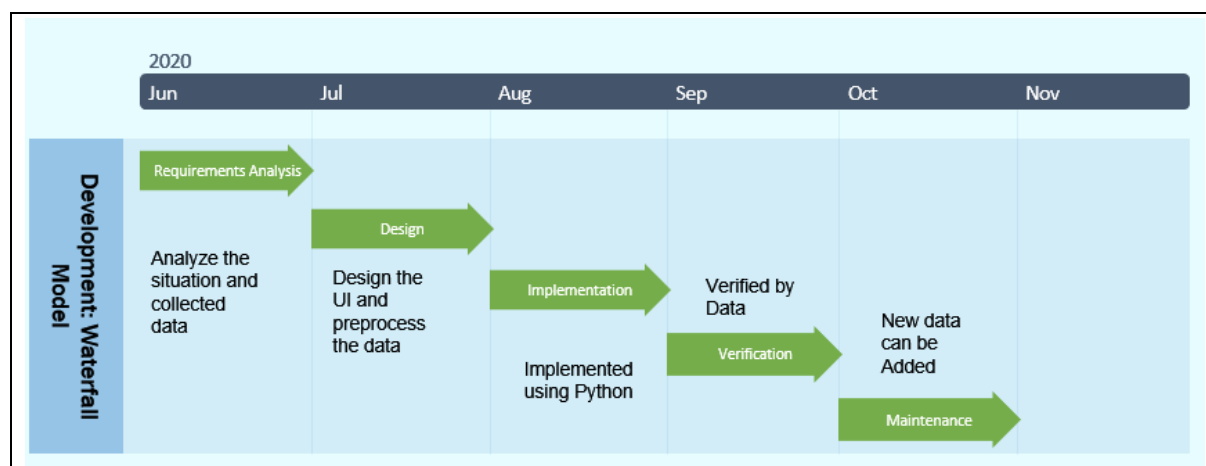 2020
Jun Jul Aug Sep Oct Nov
Development: Waterfall
Model
Requirements Analysis
Analyze the
situation and
collected
data
Design
Design the
UI and
preprocess
the data
Implementation
Implemented
using Python
Verified by
Data
Verification
New data
can be
Added
Maintenance